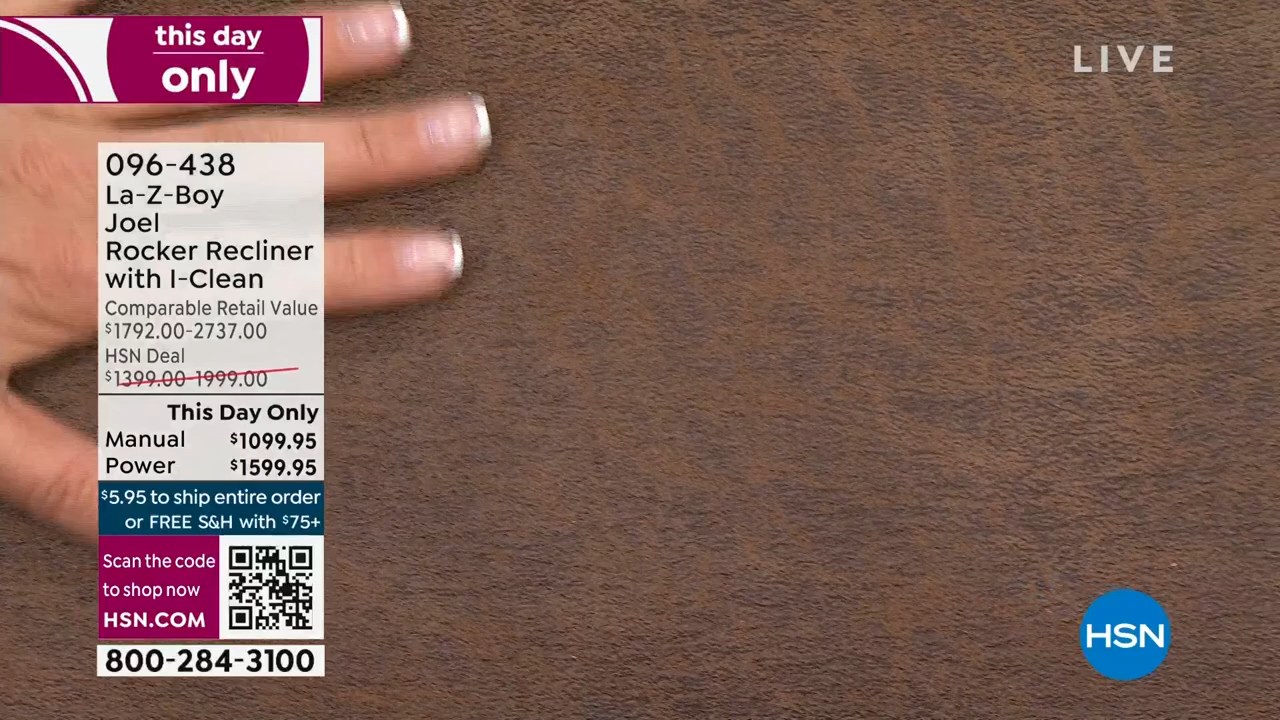 this day
only
LIVE
096-438
La-Z-Boy
Joel
Rocker Recliner
with I-Clean
Comparable Retail Value
$1792.00-2737.00
HSN Deal
$1399.00-1999.00
This Day Only
Manual $1099.95
Power $1599.95
$5.95 to ship entire order
or FREE S&H with $75+
Scan the code
to shop now
HSN.COM
800-284-3100
HSN